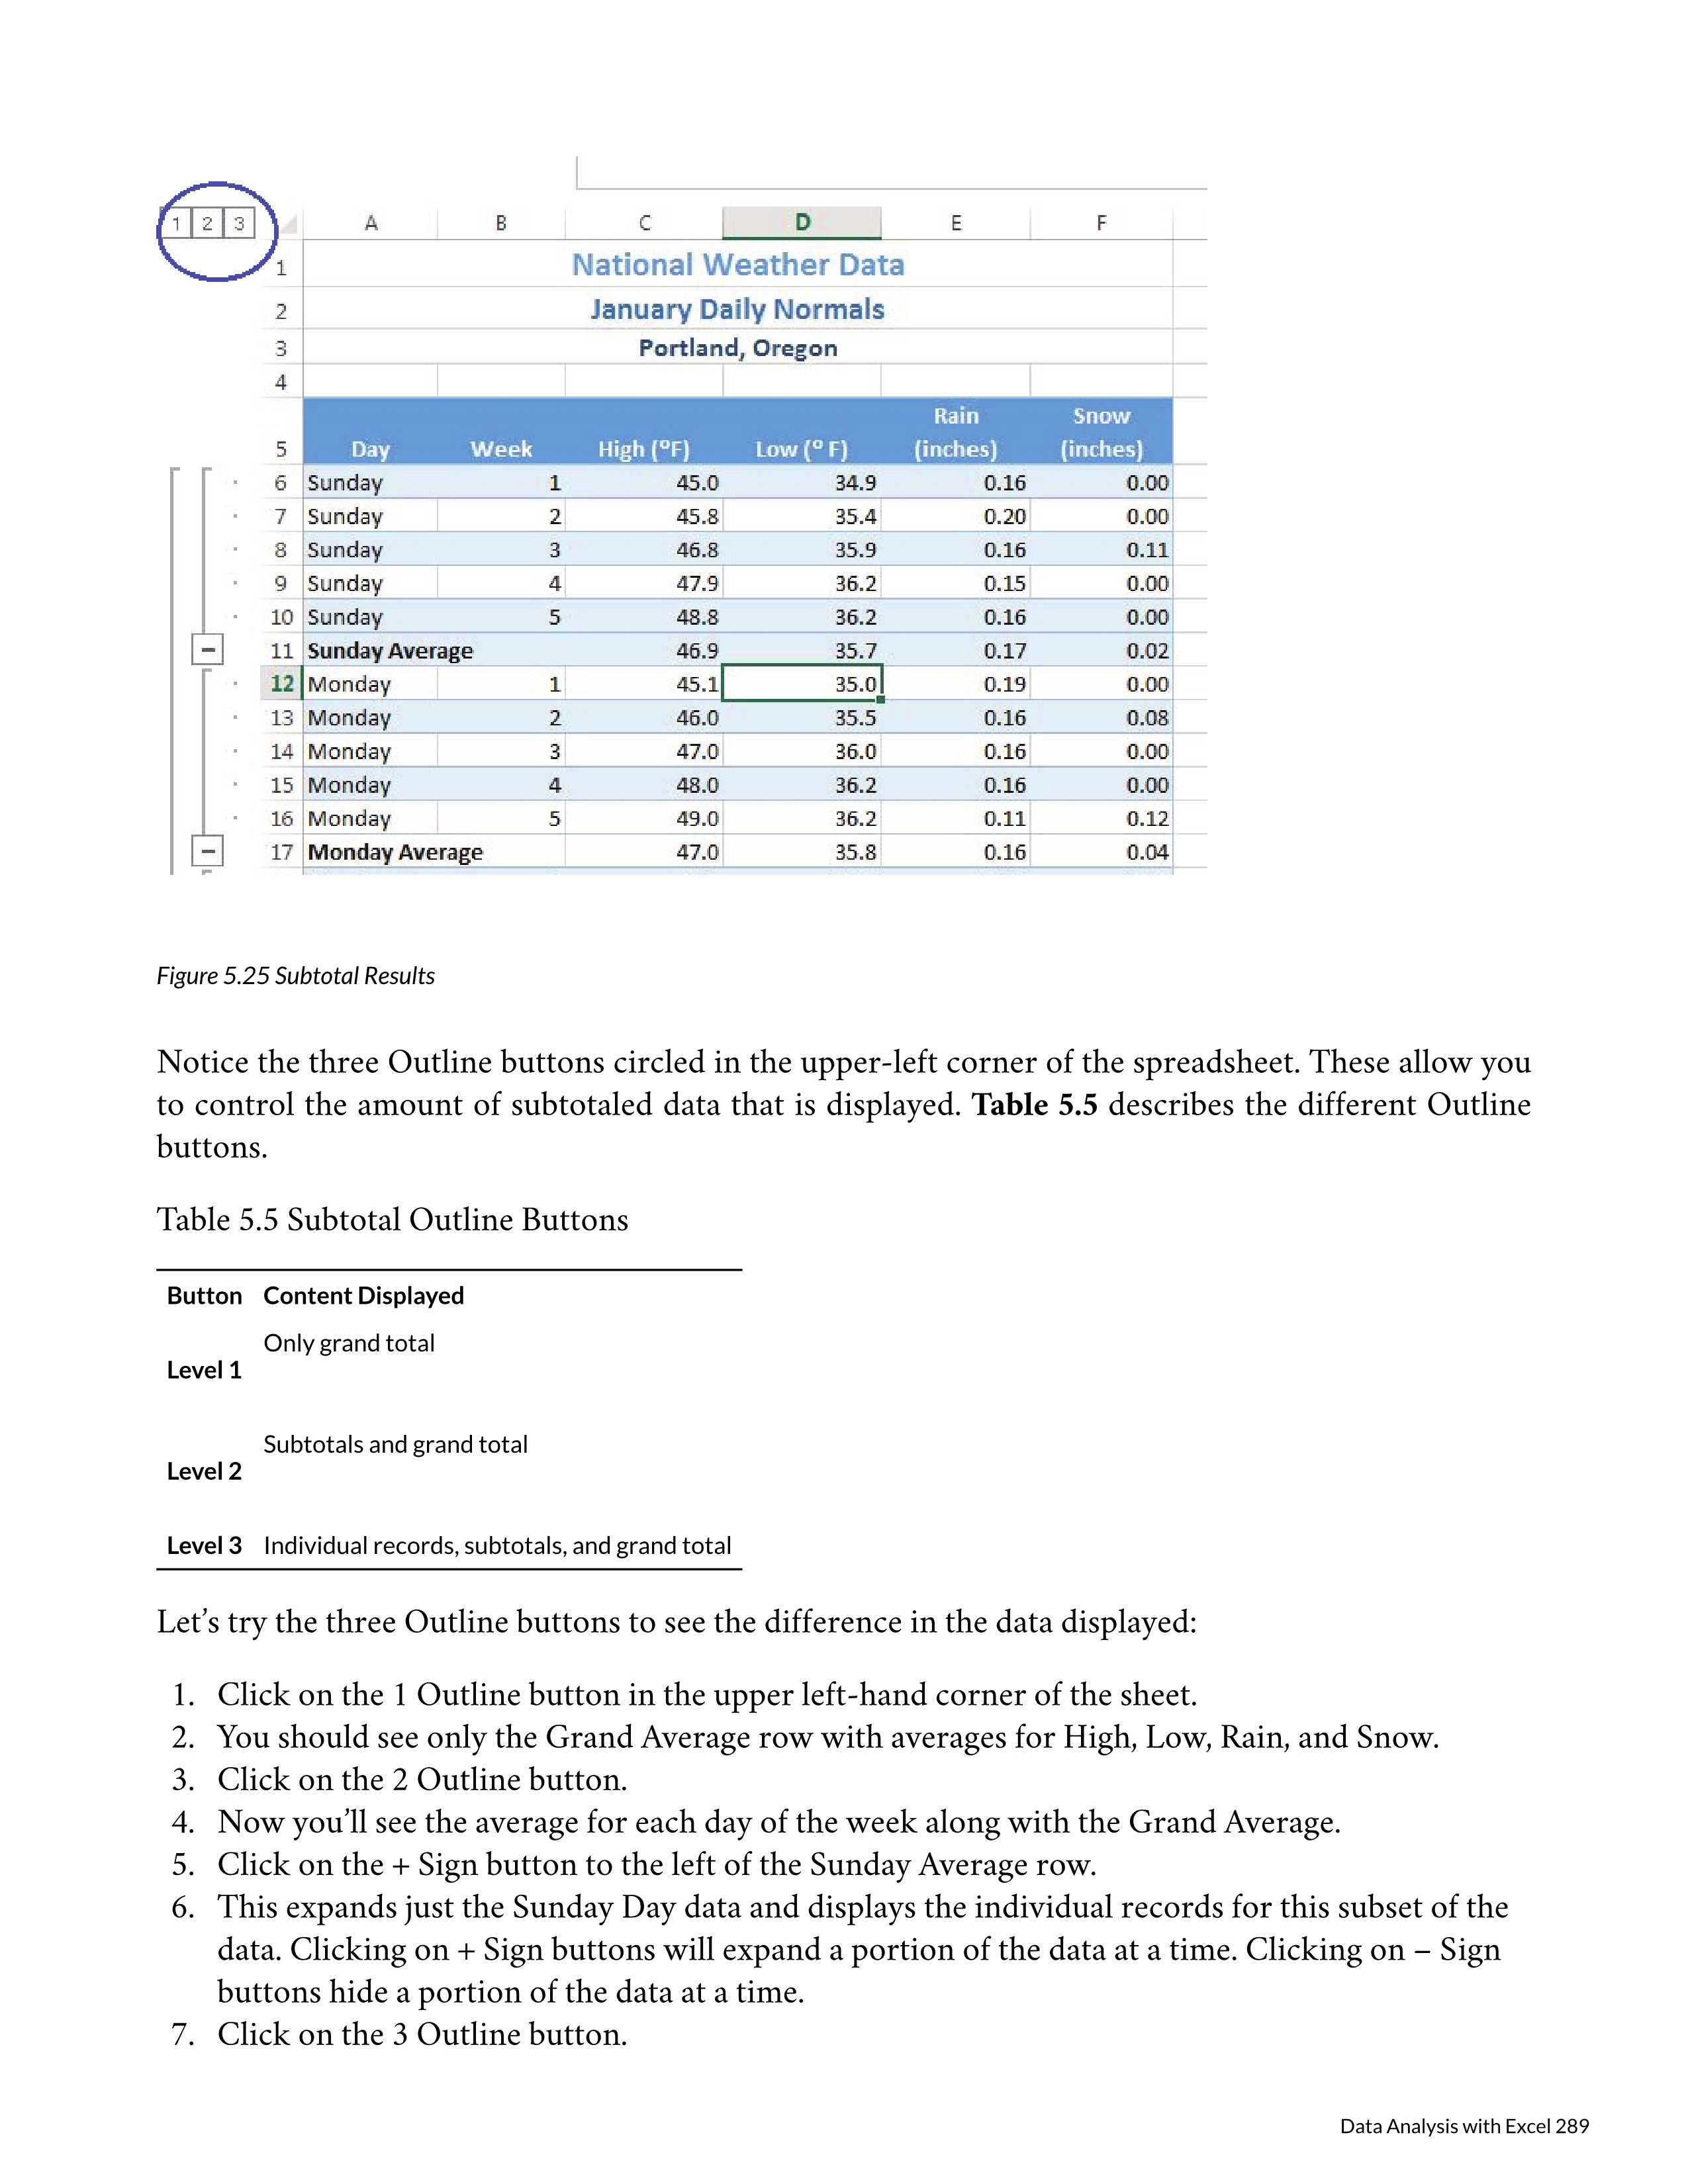 1 2 3 A B C D E F
1 National Weather Data
2 January Daily Normals
3 Portland, Oregon
4
Rain Snow
5 Day Week High (°F) Low (° F) (inches) (inches)
6 Sunday 1 45.0 34.9 0.16 0.00
7 Sunday 2 45.8 35.4 0.20 0.00
8 Sunday 3 46.8 35.9 0.16 0.11
9 Sunday 4 47.9 36.2 0.15 0.00
10 Sunday 5 48.8 36.2 0.16 0.00
11 Sunday Average 46.9 35.7 0.17 0.02
12 Monday 1 45.1 35.0 0.19 0.00
13 Monday 2 46.0 35.5 0.16 0.08
14 Monday 3 47.0 36.0 0.16 0.00
15 Monday 4 48.0 36.2 0.16 0.00
16 Monday 5 49.0 36.2 0.11 0.12
17 Monday Average 47.0 35.8 0.16 0.04
Figure 5.25 Subtotal Results
Notice the three Outline buttons circled in the upper-left corner of the spreadsheet. These allow you
to control the amount of subtotaled data that is displayed. Table 5.5 describes the different Outline
buttons.
Table 5.5 Subtotal Outline Buttons
Button Content Displayed
Only grand total
Level 1
Subtotals and grand total
Level 2
Level 3 Individual records, subtotals, and grand total
Let's try the three Outline buttons to see the difference in the data displayed:
1. Click on the 1 Outline button in the upper left-hand corner of the sheet.
2. You should see only the Grand Average row with averages for High, Low, Rain, and Snow.
3. Click on the 2 Outline button.
4. Now you'll see the average for each day of the week along with the Grand Average.
5. Click on the + Sign button to the left of the Sunday Average row.
6. This expands just the Sunday Day data and displays the individual records for this subset of the
data. Clicking on + Sign buttons will expand a portion of the data at a time. Clicking on – Sign
buttons hide a portion of the data at a time.
7. Click on the 3 Outline button.
Data Analysis with Excel 289